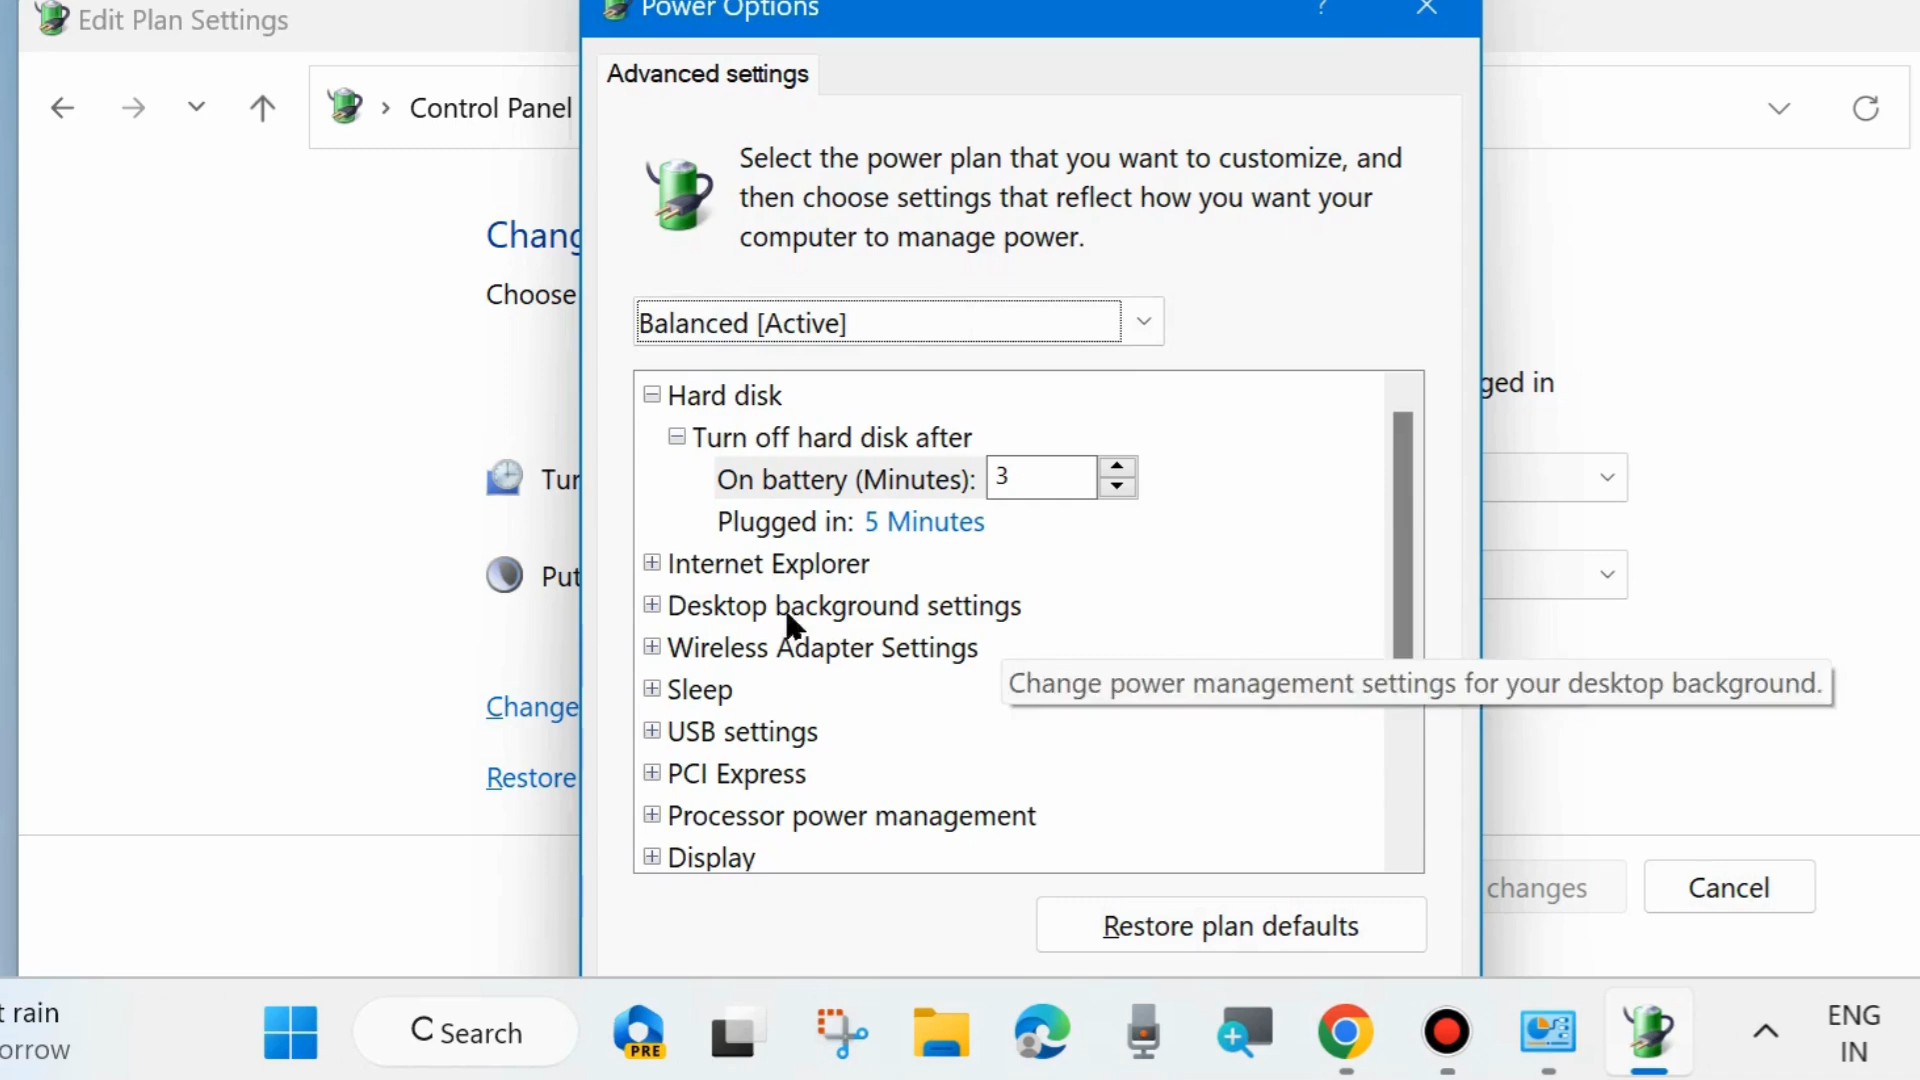 Edit Plan Settings
Power Options
?
Control Panel
Advanced settings
Select the power plan that you want to customize, and
then choose settings that reflect how you want your
computer to manage power.
Chang
Choose
Balanced [Active]
ged in
Hard disk
Turn off hard disk after
On battery (Minutes): 3
Plugged in: 5 Minutes
Tur
Internet Explorer
Put
Desktop background settings
Wireless Adapter Settings
Change power management settings for your desktop background.
Sleep
Change
USB settings
PCI Express
Restore
Processor power management
Display
changes
Cancel
Restore plan defaults
t rain
orrow
Search
PRE
ENG
IN